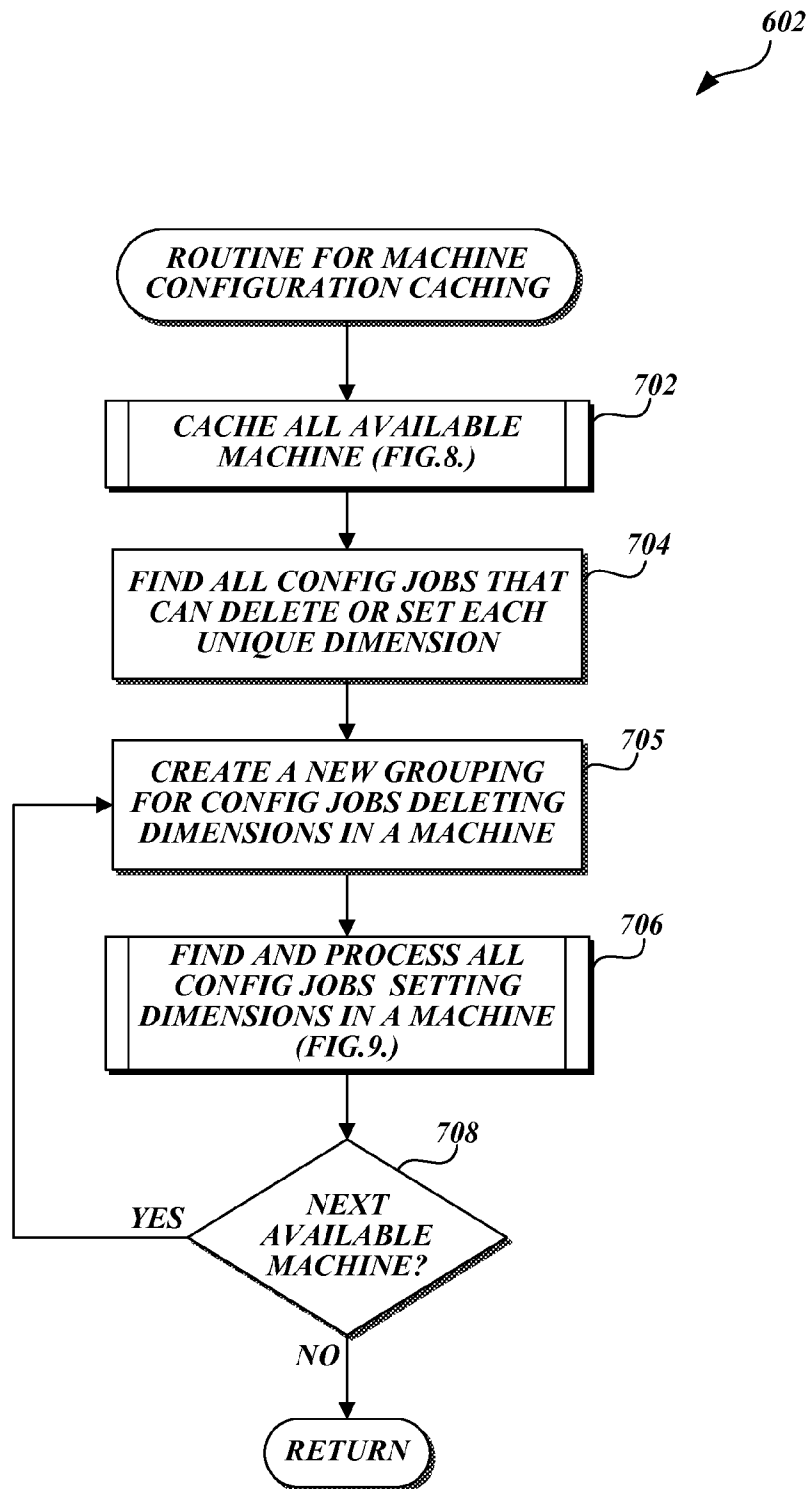 602
ROUTINE FOR MACHINE
CONFIGURATION CACHING
702
CACHE ALL AVAILABLE
MACHINE (FIG.8.)
704
FIND ALL CONFIG JOBS THAT
CAN DELETE OR SET EACH
UNIQUE DIMENSION
705
CREATE A NEW GROUPING
FOR CONFIG JOBS DELETING
DIMENSIONS IN A MACHINE
706
FIND AND PROCESS ALL
CONFIG JOBS SETTING
DIMENSIONS IN A MACHINE
(FIG.9.)
708
NEXT
AVAILABLE
MACHINE?
YES
NO
RETURN